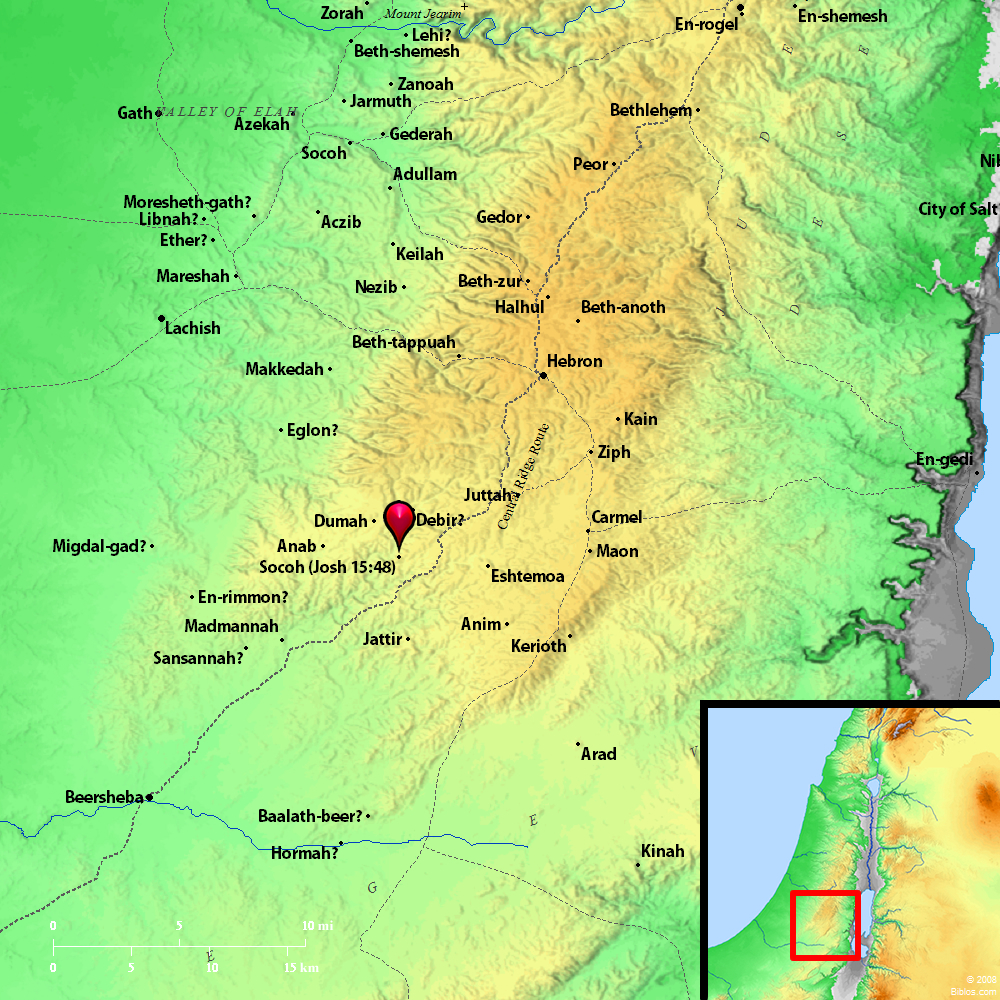 Zorah
Mount Jearim
En-rogel
En-shemesh
Lehi?
Beth-shemesh
Zanoah
Jarmuth
Gath
VALLEY OF ELAH
Azekah
Bethlehem
Gederah
Socoh
Adullam
Peor
Nib
Moresheth-gath?
Libnah?
Aczib
Gedor
City of Salt?
Ether?
Keilah
Mareshah
Nezib
Beth-zur
Halhul
Beth-anoth
Lachish
Beth-tappuah
Makkedah
Hebron
Kain
Eglon?
Ziph
En-gedi
Central Ridge Route
Juttah
Dumah
Debir?
Carmel
Migdal-gad?
Anab
Maon
Socoh (Josh 15:48)
Eshtemoa
En-rimmon?
Madmannah
Anim
Jattir
Kerioth
Sansannah?
Arad
Beersheba
Baalath-beer?
Hormah?
Kinah
J U D E
D E S E
N E G E V
0 5 10 mi
0 5 10 15 km
© 2008
Biblos.com